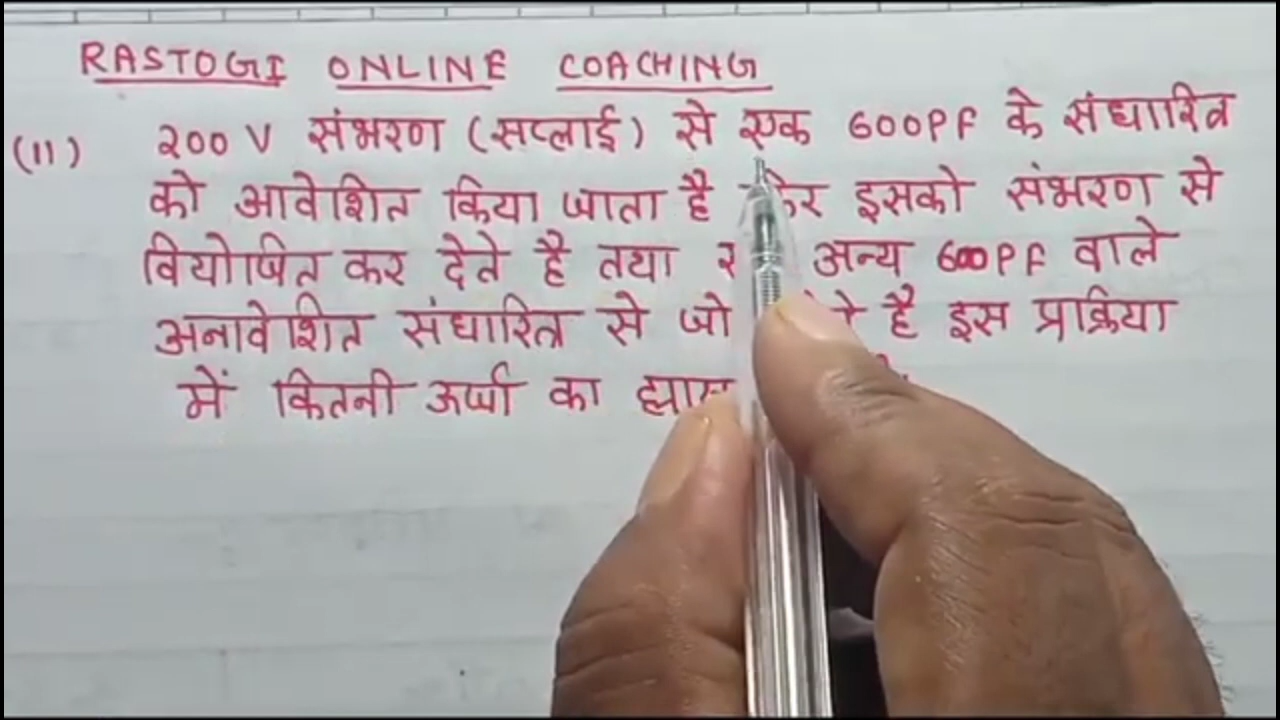 RASTOGI ONLINE COACHING
(11) 200 V संभरण (सप्लाई) से एक 600PF के संधारित्र
को आवेशित किया जाता है इसको संभरण से
वियोजित कर देते है तथा अन्य 600PF वाले
अनावेशित संधारित्र से जो है इस प्रक्रिया
में कितनी ऊर्जा का